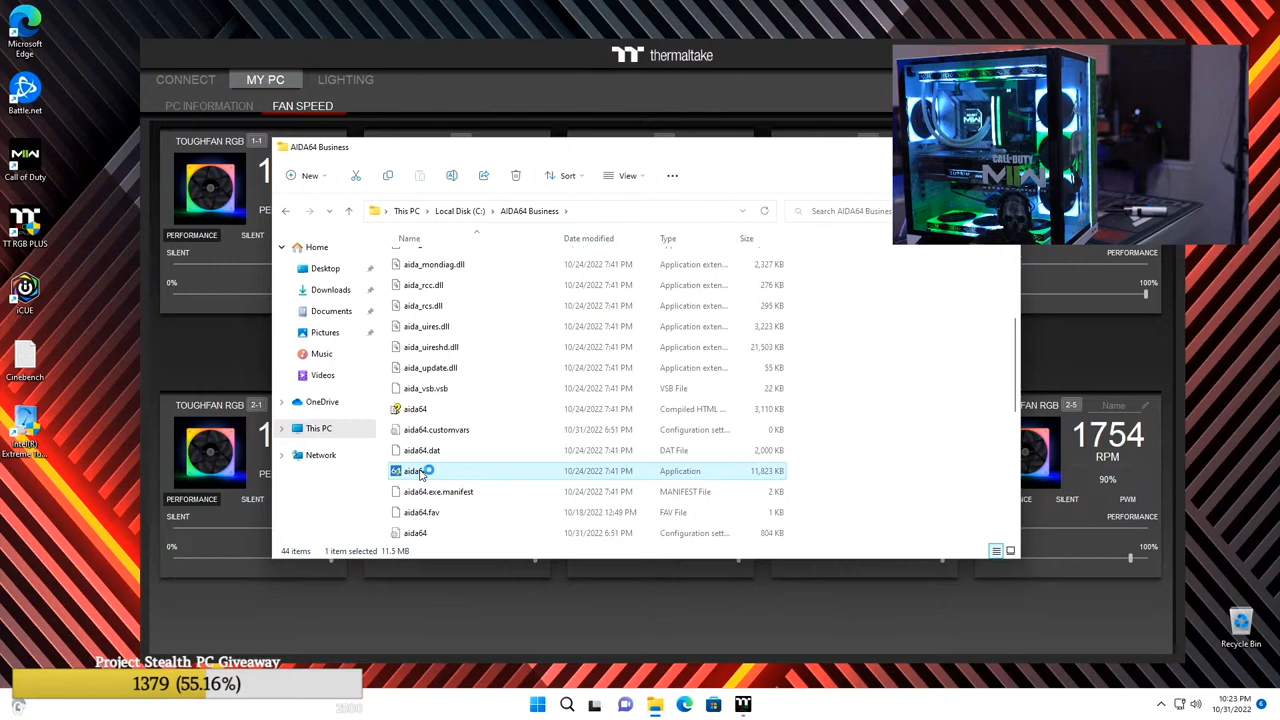 Microsoft
Edge
Battle.net
MW
Call of Duty
TT RGB PLUS
iCUE
Cinebench
Intel(R)
Extreme Tu...
thermaltake
CONNECT MY PC LIGHTING
PC INFORMATION FAN SPEED
TOUGHFAN RGB 1-1
PERFORMANCE
SILENT
0%
PERFORMANCE
100%
AIDA64 Business
New Sort View
This PC Local Disk (C:) AIDA64 Business
Search AIDA64 Busines
Name Date modified Type Size
Home
Desktop
Downloads
Documents
Pictures
Music
Videos
OneDrive
This PC
Network
aida_mondiag.dll 10/24/2022 7:41 PM Application exten... 2,327 KB
aida_rcc.dll 10/24/2022 7:41 PM Application exten... 276 KB
aida_rcs.dll 10/24/2022 7:41 PM Application exten... 295 KB
aida_uires.dll 10/24/2022 7:41 PM Application exten... 3,223 KB
aida_uireshd.dll 10/24/2022 7:41 PM Application exten... 21,503 KB
aida_update.dll 10/24/2022 7:41 PM Application exten... 55 KB
aida_vsb.vsb 10/24/2022 7:41 PM VSB File 22 KB
aida64 10/24/2022 7:41 PM Compiled HTML ... 3,110 KB
aida64.customvars 10/31/2022 6:51 PM Configuration sett... 0 KB
aida64.dat 10/24/2022 7:41 PM DAT File 2,000 KB
10/24/2022 7:41 PM Application 11,823 KB
aida64.exe.manifest 10/24/2022 7:41 PM MANIFEST File 2 KB
aida64.fav 10/18/2022 12:49 PM FAV File 1 KB
aida64 10/31/2022 6:51 PM Configuration sett... 804 KB
44 items 1 item selected 11.5 MB
TOUGHFAN RGB 2-1
PERFORMANCE
SILENT
0%
AN RGB 2-5 Name
1754
RPM
90% PWM
PERFORMANCE
100%
CALL OF DUTY
MW
Recycle Bin
Project Stealth PC Giveaway
1379 (55.16%)
2500
10:23 PM
10/31/2022
6